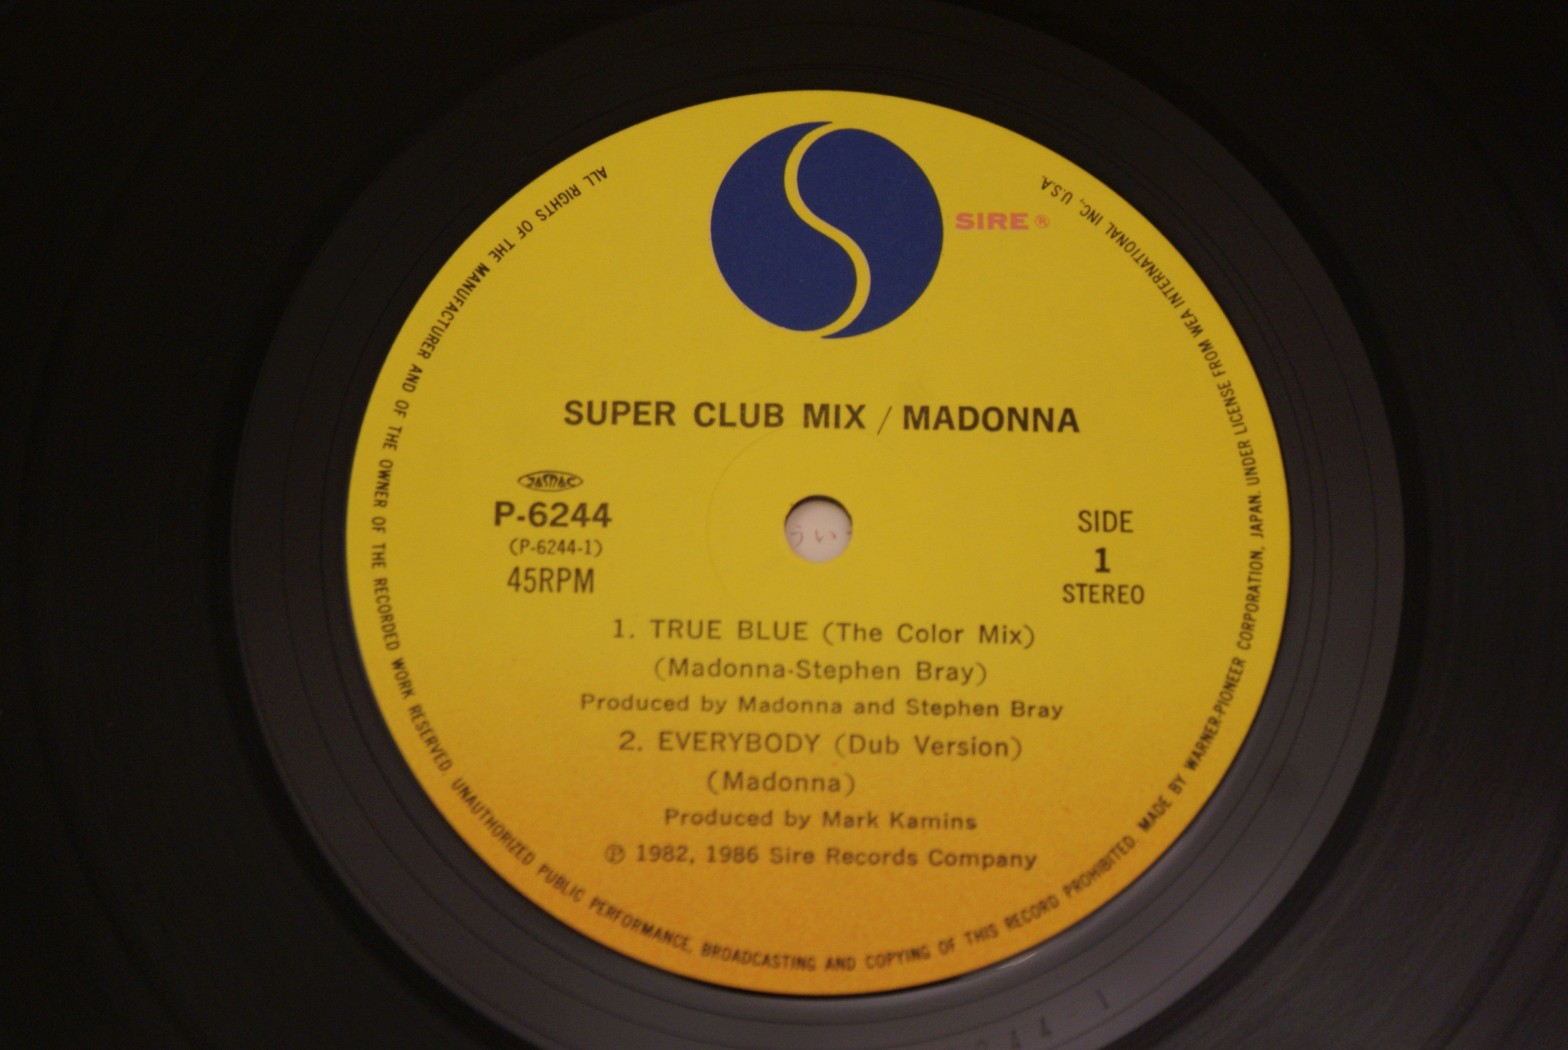 SIRE ®
SUPER CLUB MIX / MADONNA
JASRAC
P-6244
(P-6244-1)
45RPM
SIDE
1
STEREO
1. TRUE BLUE (The Color Mix)
(Madonna-Stephen Bray)
Produced by Madonna and Stephen Bray
2. EVERYBODY (Dub Version)
(Madonna)
Produced by Mark Kamins
℗ 1982, 1986 Sire Records Company
ALL RIGHTS OF THE MANUFACTURER AND OF THE OWNER OF THE RECORDED WORK RESERVED. UNAUTHORIZED PUBLIC PERFORMANCE, BROADCASTING AND COPYING OF THIS RECORD PROHIBITED. MADE BY WARNER-PIONEER CORPORATION, JAPAN. UNDER LICENSE FROM WEA INTERNATIONAL INC., U.S.A.
44-1